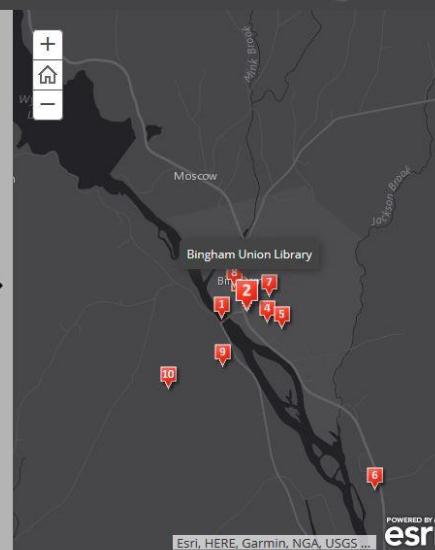 +
−
Mink Brook
Moscow
Jackson Brook
Bingham Union Library
8
7
2
1
4
5
9
10
6
POWERED BY
esr
Esri, HERE, Garmin, NGA, USGS ...